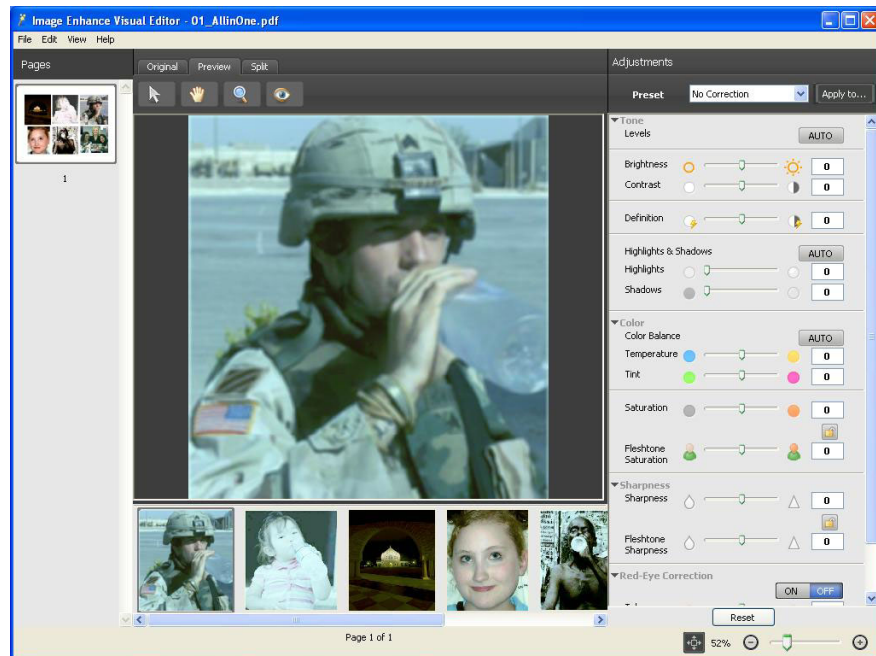 Image Enhance Visual Editor - 01_AllinOne.pdf
File Edit View Help
Pages
Original Preview Split
Adjustments
Preset No Correction Apply to...
1
Tone
Levels AUTO
Brightness 0
Contrast 0
Definition 0
Highlights & Shadows AUTO
Highlights 0
Shadows 0
Color
Color Balance AUTO
Temperature 0
Tint 0
Saturation 0
Fleshtone
Saturation 0
Sharpness
Sharpness 0
Fleshtone
Sharpness 0
Red-Eye Correction
ON OFF
Reset
Page 1 of 1
52%